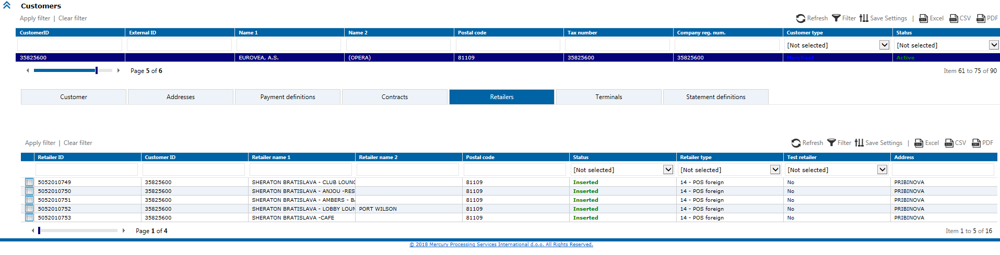 Customers
Apply filter | Clear filter Refresh Filter Save Settings | Excel CSV PDF
CustomerID External ID Name 1 Name 2 Postal code Tax number Company reg. num. Customer type Status
[Not selected] [Not selected]
35825600 EUROVEA, A.S. (OPERA) 81109 35825600 35825600 Merchant Active
Page 5 of 6 Item 61 to 75 of 90
Customer Addresses Payment definitions Contracts Retailers Terminals Statement definitions
Apply filter | Clear filter Refresh Filter Save Settings | Excel CSV PDF
Retailer ID Customer ID Retailer name 1 Retailer name 2 Postal code Status Retailer type Test retailer Address
[Not selected] [Not selected] [Not selected]
5052010749 35825600 SHERATON BRATISLAVA - CLUB LOUNG 81109 Inserted 14 - POS foreign No PRIBINOVA
5052010750 35825600 SHERATON BRATISLAVA - ANJOU -RES 81109 Inserted 14 - POS foreign No PRIBINOVA
5052010751 35825600 SHERATON BRATISLAVA - AMBERS - BA 81109 Inserted 14 - POS foreign No PRIBINOVA
5052010752 35825600 SHERATON BRATISLAVA - LOBBY LOUN PORT WILSON 81109 Inserted 14 - POS foreign No PRIBINOVA
5052010753 35825600 SHERATON BRATISLAVA -CAFE 81109 Inserted 14 - POS foreign No PRIBINOVA
Page 1 of 4 Item 1 to 5 of 16
© 2018 Mercury Processing Services International d.o.o. All Rights Reserved.